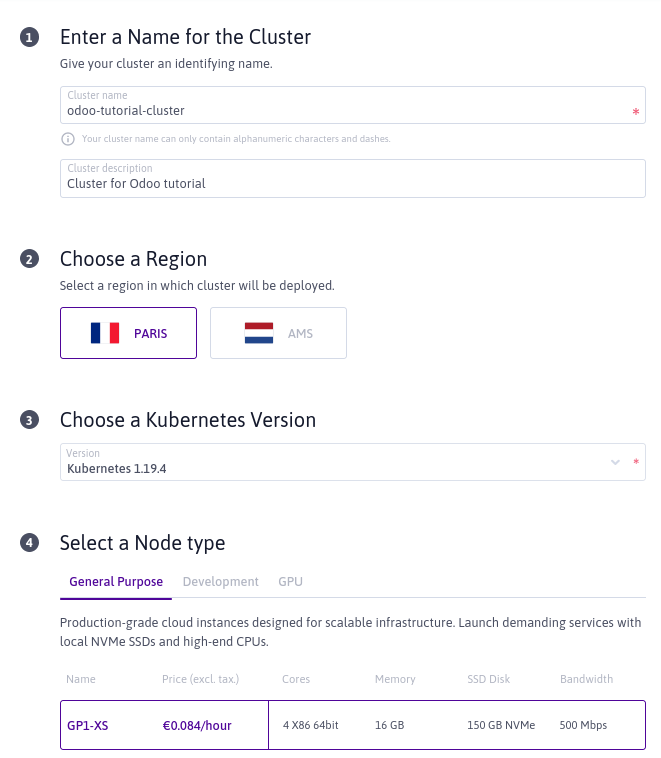 1 Enter a Name for the Cluster
Give your cluster an identifying name.
Cluster name
odoo-tutorial-cluster *
Your cluster name can only contain alphanumeric characters and dashes.
Cluster description
Cluster for Odoo tutorial
2 Choose a Region
Select a region in which cluster will be deployed.
PARIS AMS
3 Choose a Kubernetes Version
Version
Kubernetes 1.19.4 *
4 Select a Node type
General Purpose Development GPU
Production-grade cloud instances designed for scalable infrastructure. Launch demanding services with
local NVMe SSDs and high-end CPUs.
Name Price (excl. tax.) Cores Memory SSD Disk Bandwidth
GP1-XS €0.084/hour 4 X86 64bit 16 GB 150 GB NVMe 500 Mbps